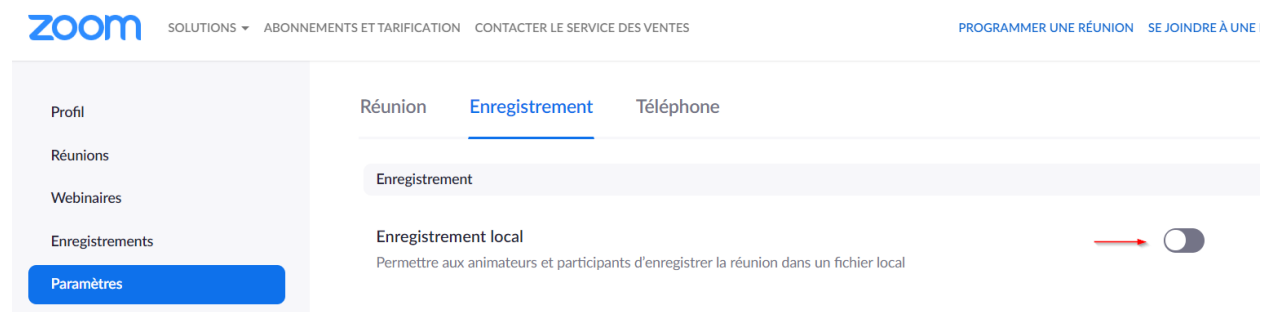 zoom SOLUTIONS ABONNEMENTS ET TARIFICATION CONTACTER LE SERVICE DES VENTES PROGRAMMER UNE RÉUNION SE JOINDRE À UNE
Profil
Réunions
Webinaires
Enregistrements
Paramètres
Réunion Enregistrement Téléphone
Enregistrement
Enregistrement local
Permettre aux animateurs et participants d'enregistrer la réunion dans un fichier local